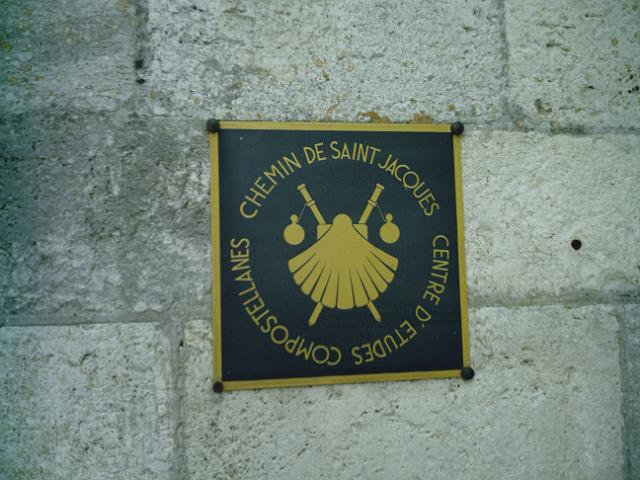 CHEMIN DE SAINT JACQUES
CENTRE D'ETUDES COMPOSTELLANES